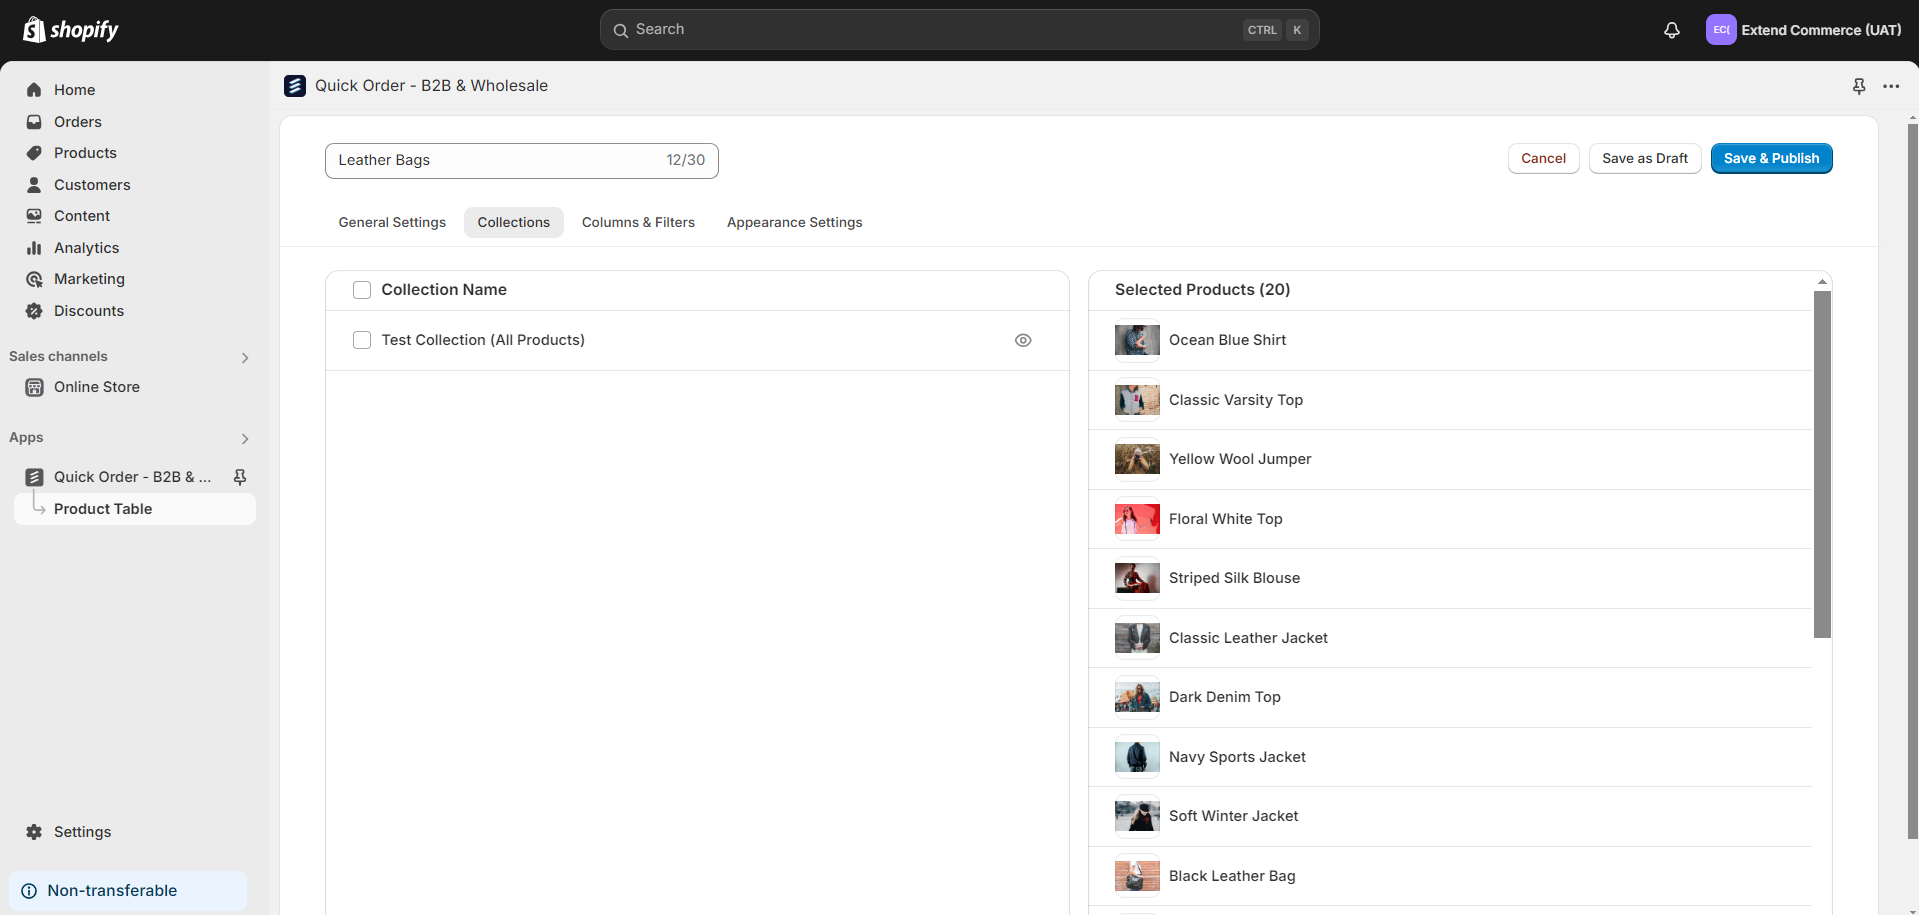 shopify
Search
CTRL K
EC(
Extend Commerce (UAT)
Home
Orders
Products
Customers
Content
Analytics
Marketing
Discounts
Sales channels
Online Store
Apps
Quick Order - B2B & ...
Product Table
Settings
Non-transferable
Quick Order - B2B & Wholesale
Leather Bags 12/30
Cancel
Save as Draft
Save & Publish
General Settings
Collections
Columns & Filters
Appearance Settings
Collection Name
Test Collection (All Products)
Selected Products (20)
Ocean Blue Shirt
Classic Varsity Top
Yellow Wool Jumper
Floral White Top
Striped Silk Blouse
Classic Leather Jacket
Dark Denim Top
Navy Sports Jacket
Soft Winter Jacket
Black Leather Bag